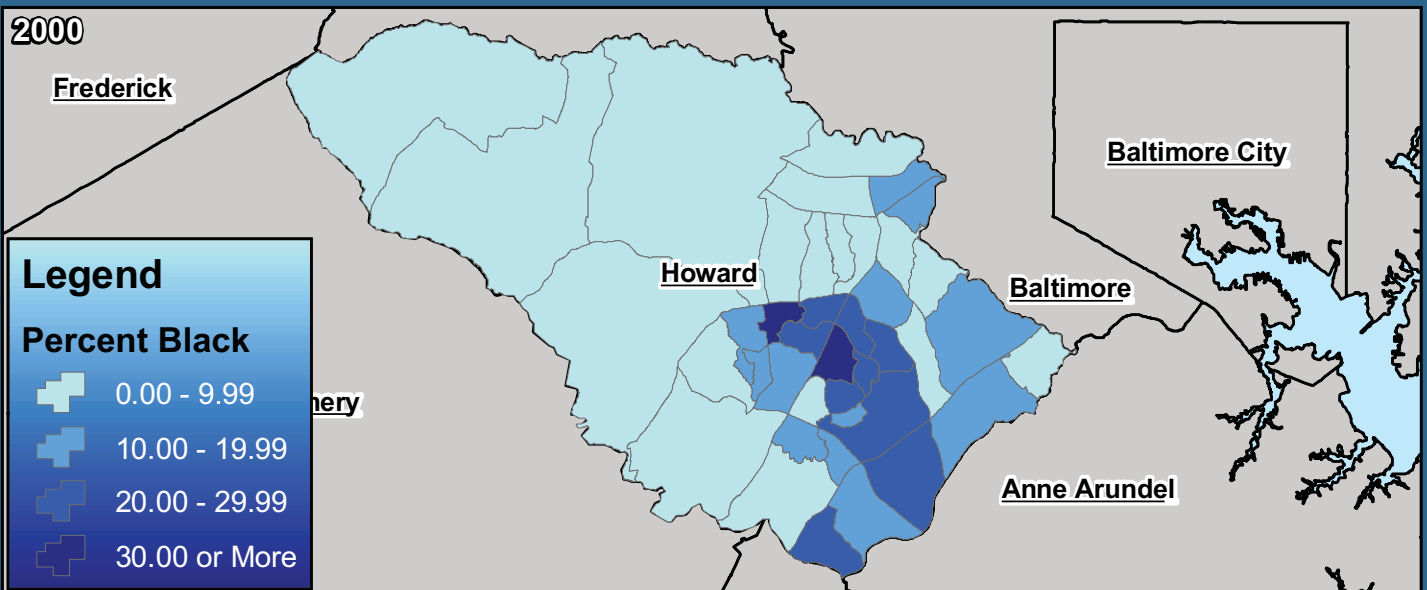 2000
Frederick
Baltimore City
Howard
Baltimore
Legend
Percent Black
0.00 - 9.99
10.00 - 19.99
20.00 - 29.99
30.00 or More
nery
Anne Arundel